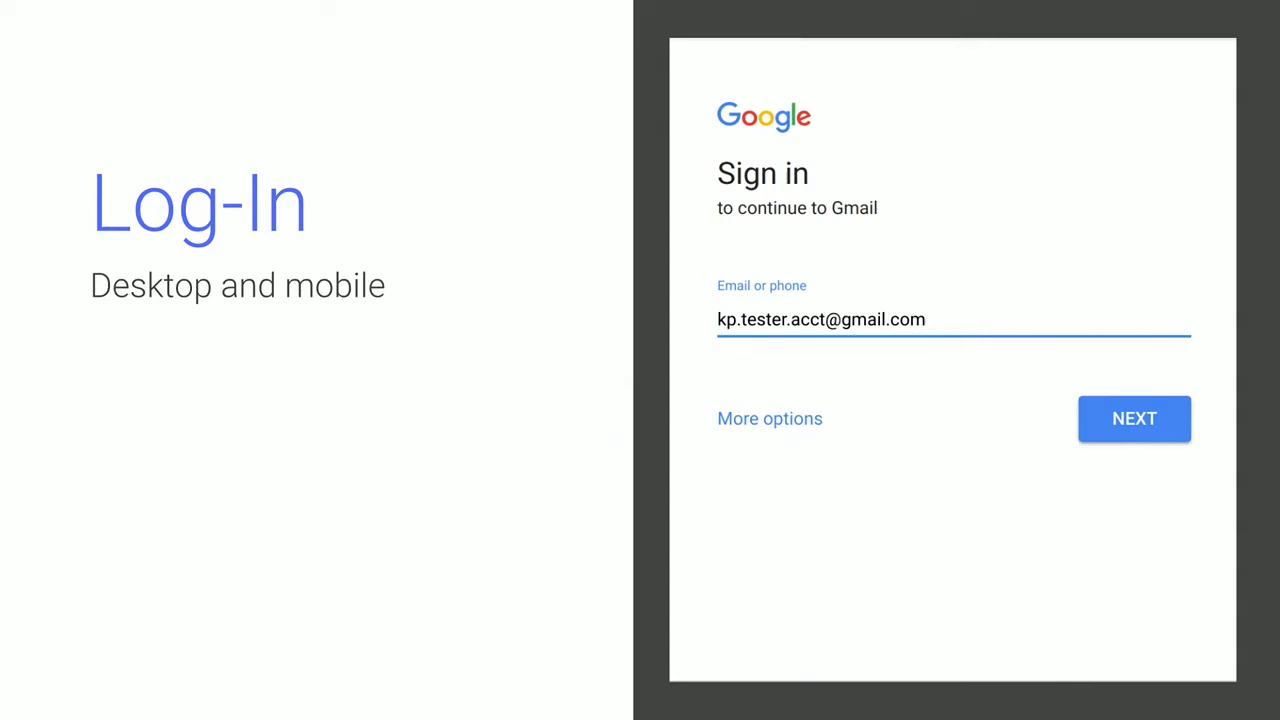 Log-In
Desktop and mobile
Google
Sign in
to continue to Gmail
Email or phone
kp.tester.acct@gmail.com
More options
NEXT